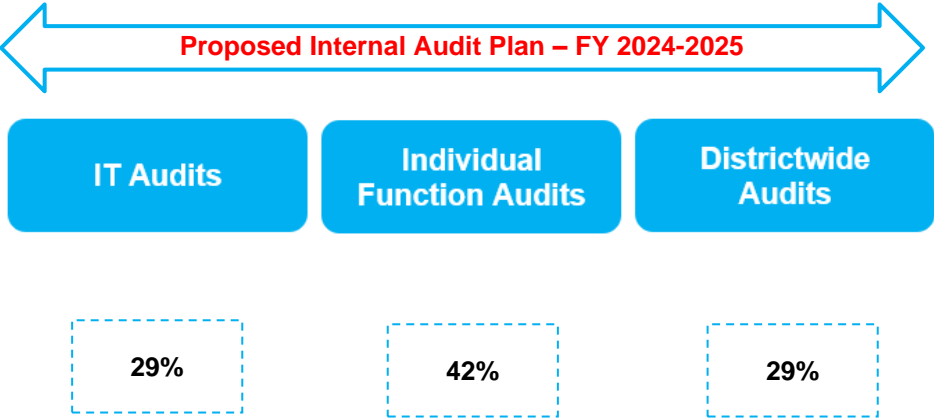 Proposed Internal Audit Plan – FY 2024-2025
IT Audits
Individual
Function Audits
Districtwide
Audits
29%
42%
29%